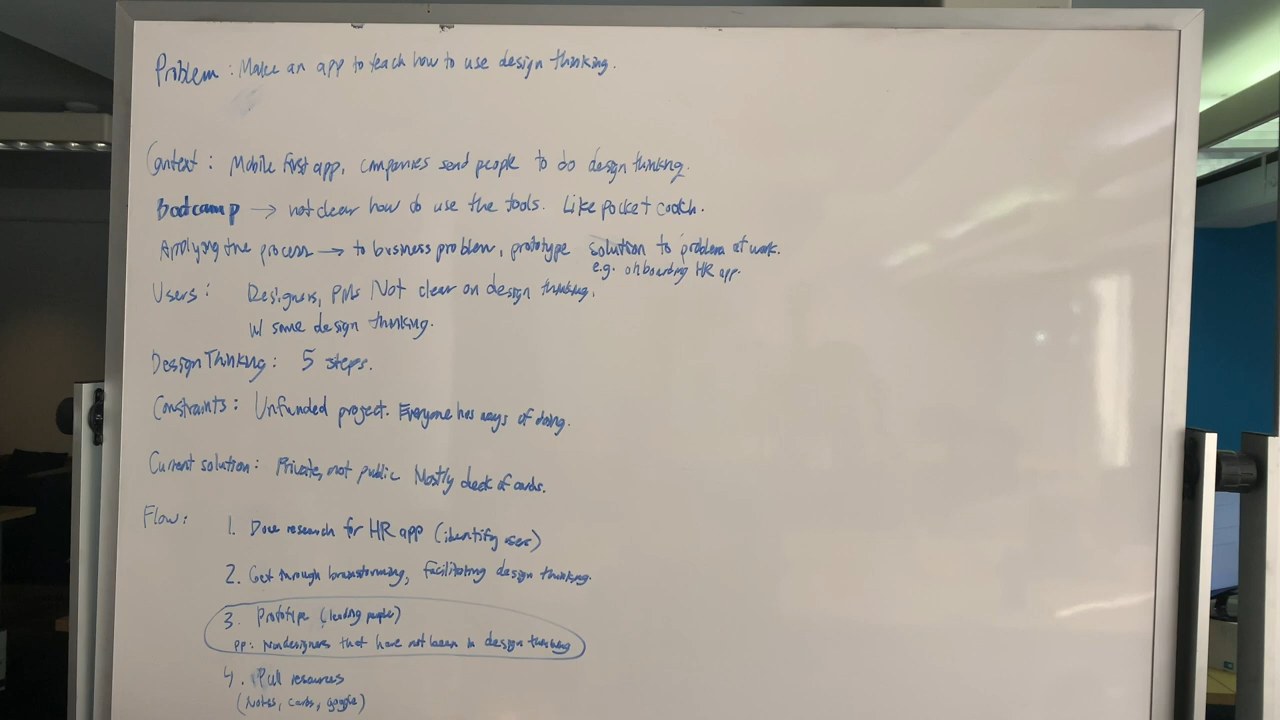 Problem : Make an app to teach how to use design thinking.
Context : Mobile first app, companies send people to do design thinking.
Bootcamp → not clear how do use the tools. Like pocket coach.
Applying the process → to business problem, prototype solution to problem at work.
e.g. onboarding HR app.
Users : Designers, PMs Not clear on design thinking.
w/ some design thinking.
Design Thinking : 5 steps.
Constraints : Unfunded project. Everyone has ways of doing.
Current solution : Private, not public Mostly deck of cards.
Flow : 1. Done research for HR app (identify user)
2. Get through brainstorming, facilitating design thinking.
3. Prototype (leading people)
PP: Nondesigners that have not been in design thinking
4. Pull resources
(Notes, cards, google)